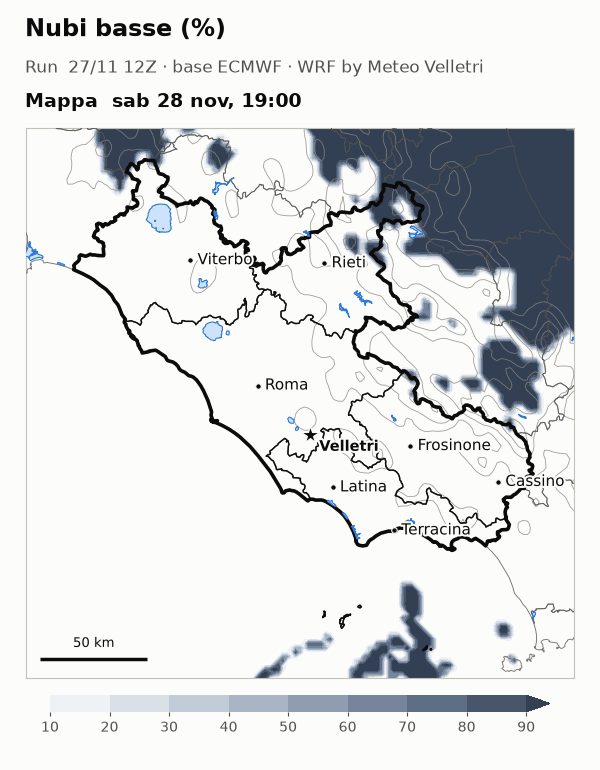 Nubi basse (%)
Run  27/11 12Z · base ECMWF · WRF by Meteo Velletri
Mappa  sab 28 nov, 19:00
Viterbo
Rieti
Roma
Velletri
Frosinone
Cassino
Latina
Terracina
50 km
10 20 30 40 50 60 70 80 90